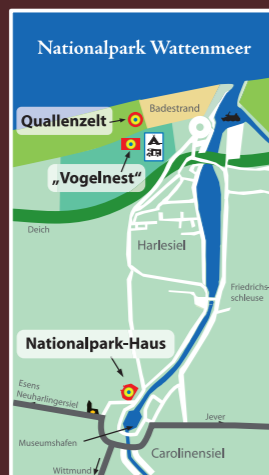 Nationalpark Wattenmeer
Badestrand
Quallenzelt
„Vogelnest“
Deich
Harlesiel
Friedrichs-
schleuse
Nationalpark-Haus
Esens
Neuharlingersiel
Jever
Museumshafen
Carolinensiel
Wittmund